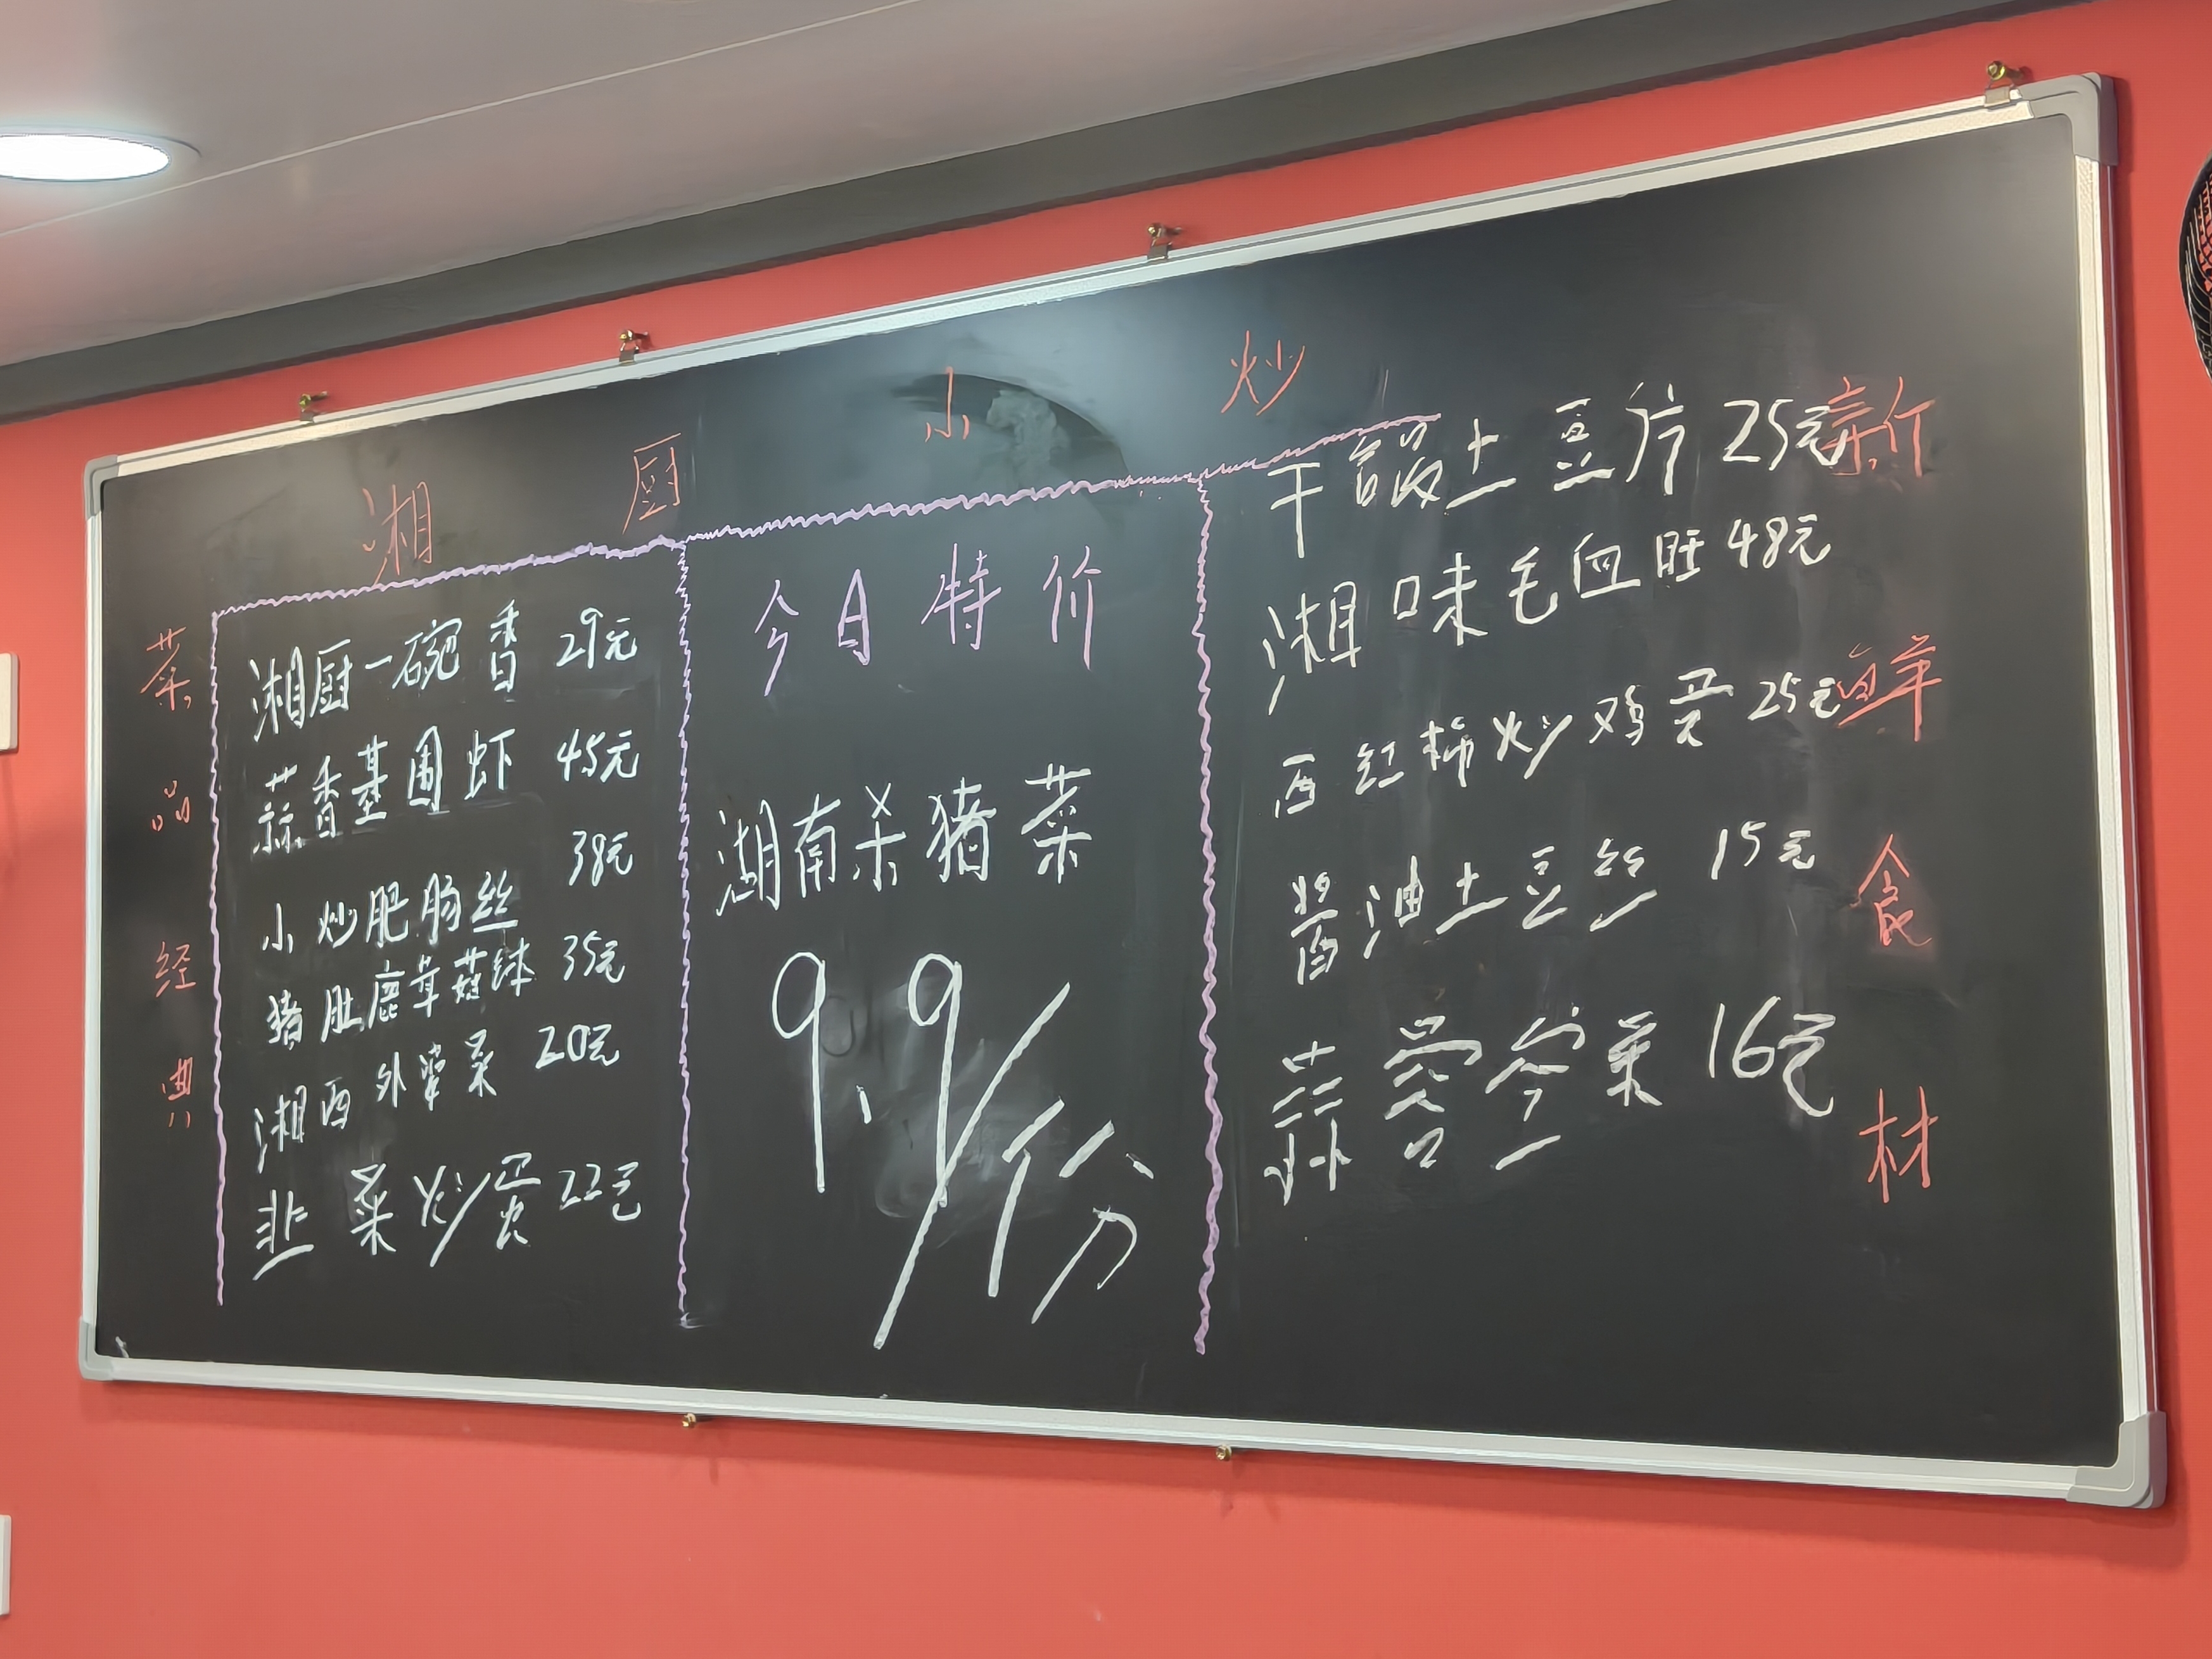 湘厨小炒
菜品经典
湘厨一碗香 29元
蒜香基围虾 45元
小炒肥肠丝 38元
猪肚鹿茸菇钵 35元
湘西外婆菜 20元
韭菜炒蛋 22元
今日特价
湖南杀猪菜
9.9/份
干锅土豆片 25元
湘味毛血旺 48元
西红柿炒鸡蛋 25元
酱油土豆丝 15元
蒜蓉空菜 16元
新鲜食材